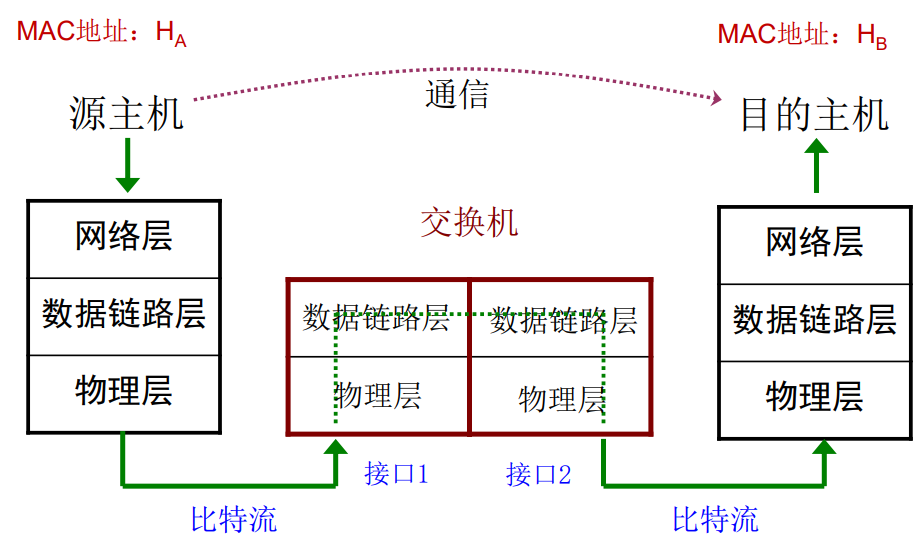 MAC地址：HA
MAC地址：HB
通信
源主机
目的主机
网络层
数据链路层
物理层
交换机
数据链路层
数据链路层
物理层
物理层
网络层
数据链路层
物理层
接口1
接口2
比特流
比特流